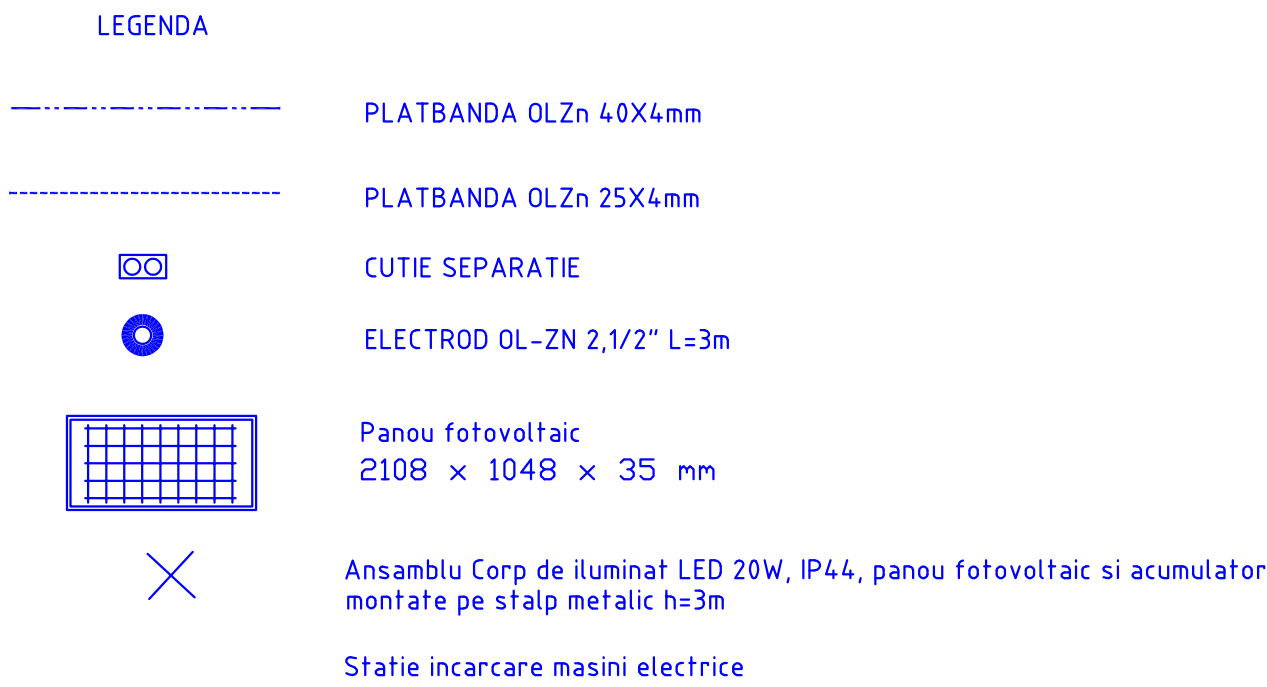 LEGENDA
PLATBANDA OLZn 40X4mm
PLATBANDA OLZn 25X4mm
CUTIE SEPARATIE
ELECTROD OL-ZN 2,1/2" L=3m
Panou fotovoltaic
2108 x 1048 x 35 mm
Ansamblu Corp de iluminat LED 20W, IP44, panou fotovoltaic si acumulator
montate pe stalp metalic h=3m
Statie incarcare masini electrice